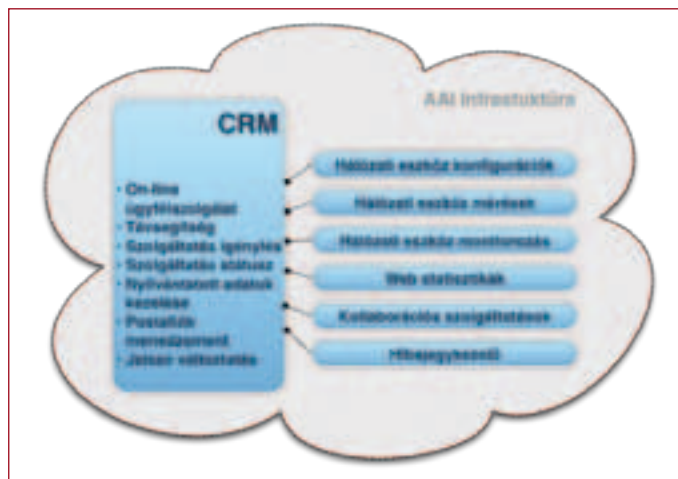 AAI Infrastuktúra
CRM
· On-line
ügyfélszolgálat
· Távsegítség
· Szolgáltatás igénylés
· Szolgáltatás státusz
· Nyilvántatott adatok
kezelése
· Postafiók
menedzsment
· Jelszó változtatás
Hálózati eszköz konfigurációk
Hálózati eszköz mérések
Hálózati eszköz monitorozás
Web statisztikák
Kollaborációs szolgáltatások
Hibajegykezelő